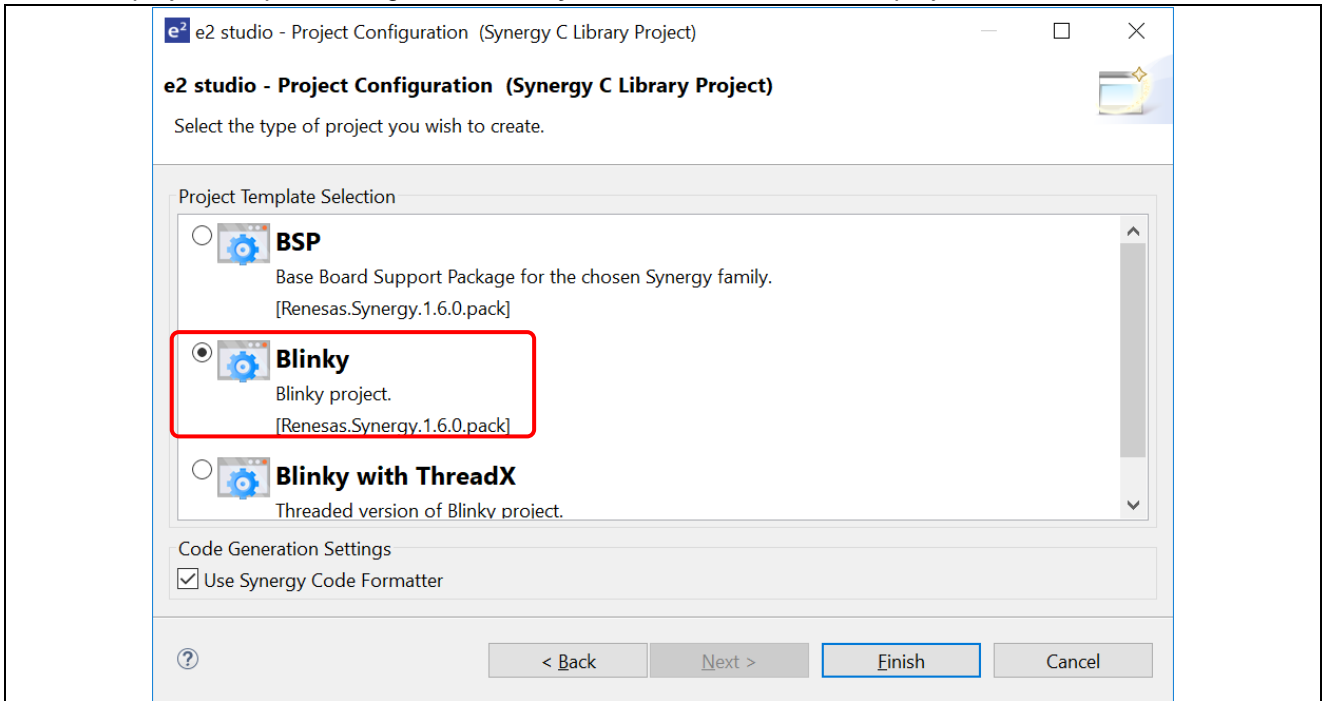 e² e2 studio - Project Configuration (Synergy C Library Project)
e2 studio - Project Configuration (Synergy C Library Project)
Select the type of project you wish to create.
Project Template Selection
BSP
Base Board Support Package for the chosen Synergy family.
[Renesas.Synergy.1.6.0.pack]
Blinky
Blinky project.
[Renesas.Synergy.1.6.0.pack]
Blinky with ThreadX
Threaded version of Blinky project.
Code Generation Settings
Use Synergy Code Formatter
? < Back Next > Finish Cancel